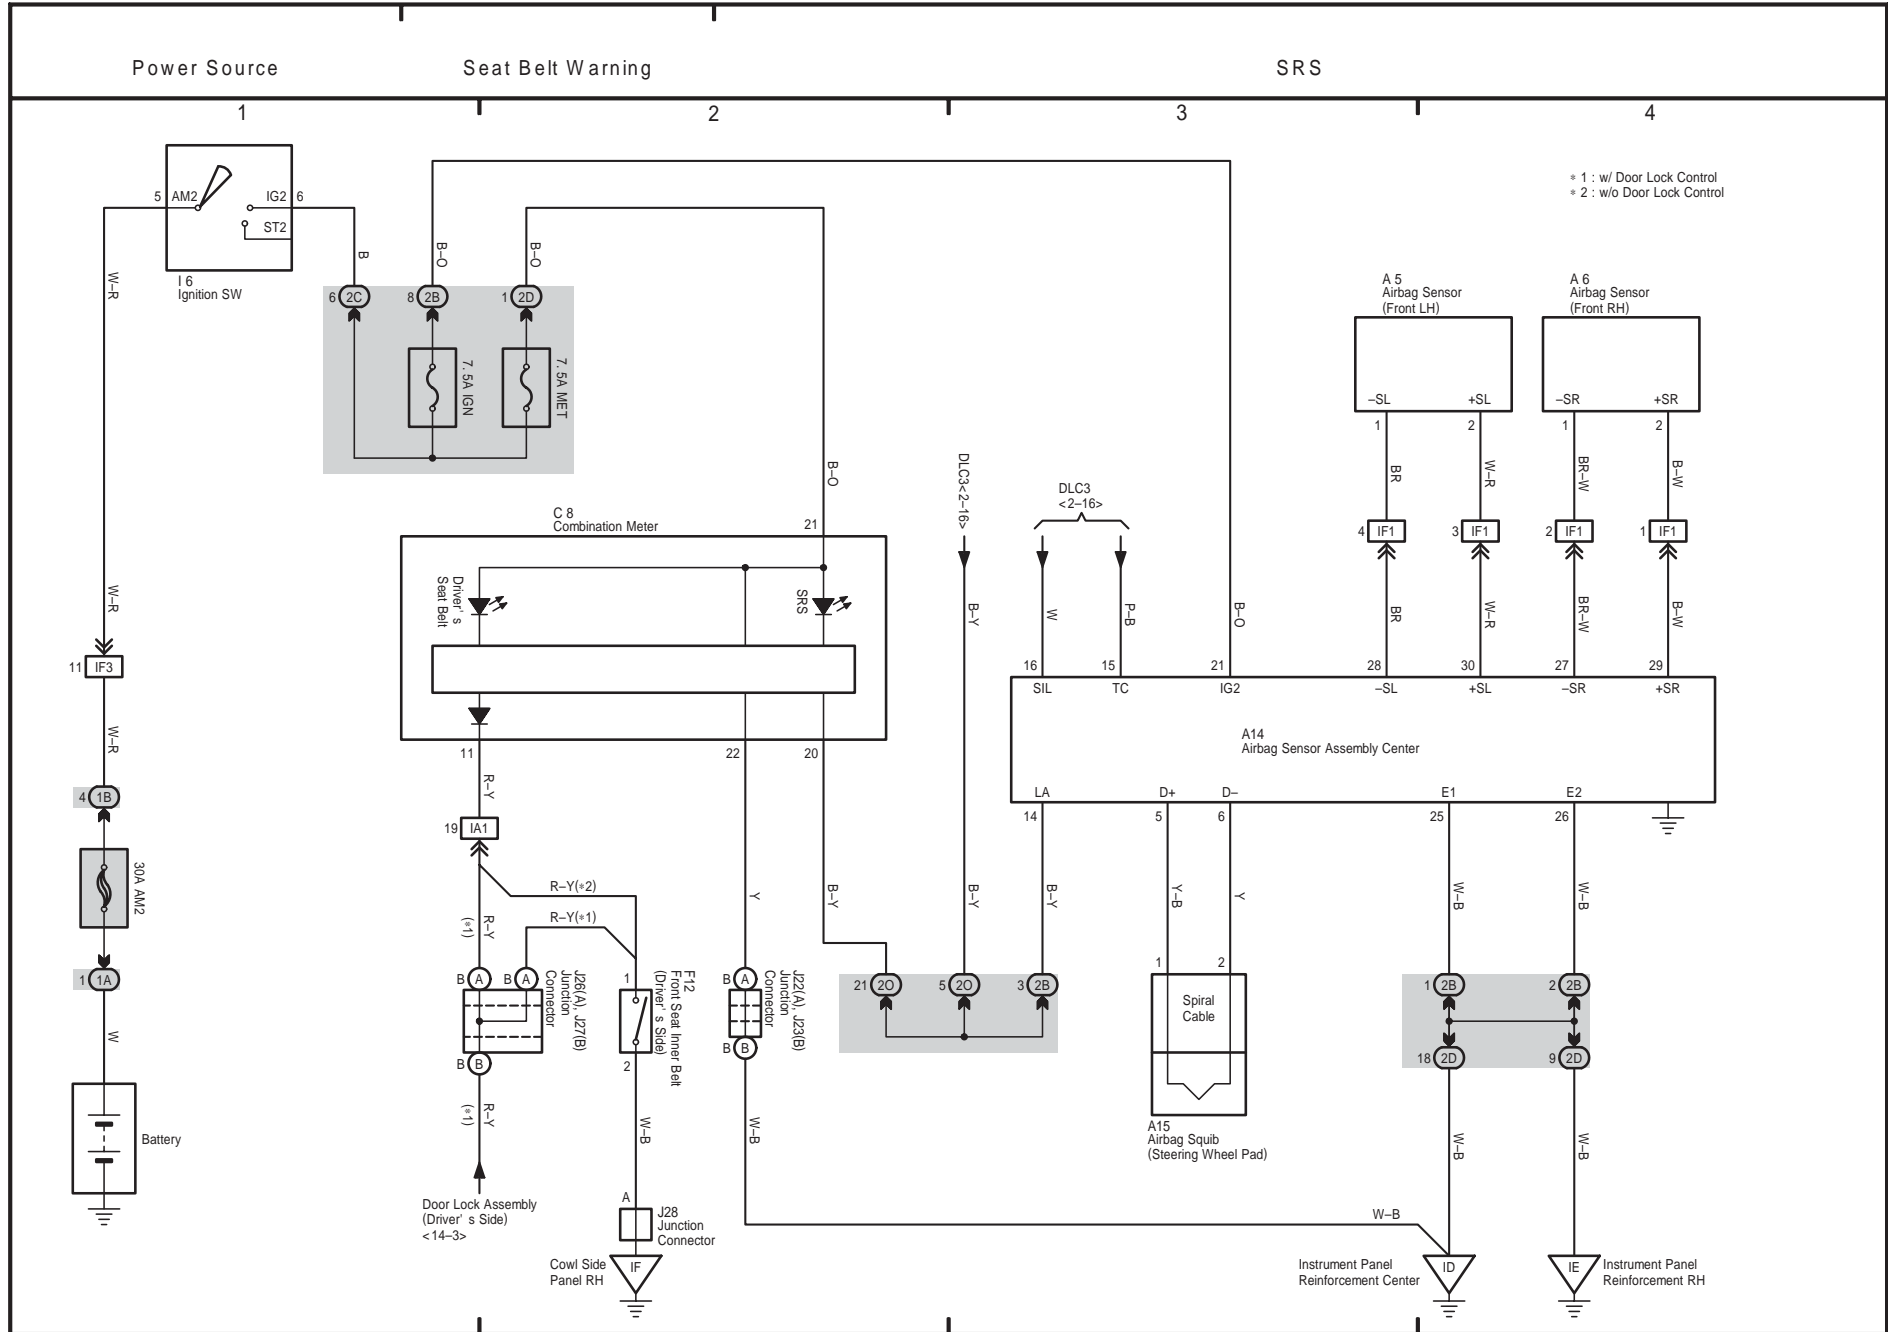 Power Source
Seat Belt Warning
SRS
1
2
3
4
* 1 : w/ Door Lock Control
* 2 : w/o Door Lock Control
5
AM2
IG2
6
ST2
I 6
Ignition SW
W–R
B
B–O
B–O
6
2C
8
2B
1
2D
7. 5A IGN
7. 5A MET
A 5
Airbag Sensor
(Front LH)
A 6
Airbag Sensor
(Front RH)
–SL
+SL
–SR
+SR
1
2
1
2
BR
W–R
BR–W
B–W
4
IF1
3
IF1
2
IF1
1
IF1
BR
W–R
BR–W
B–W
B–O
DLC3<2–16>
DLC3
<2–16>
B–Y
W
P–B
B–O
C 8
Combination Meter
21
Driver' s
Seat Belt
SRS
W–R
11
IF3
W–R
4
1B
30A AM2
1
1A
W
Battery
11
22
20
R–Y
19
IA1
R–Y(*2)
R–Y(*1)
R–Y
(*1)
Y
B–Y
B–Y
B–Y
B
A
B
A
J26(A), J27(B)
Junction
Connector
B
B
R–Y
(*1)
Door Lock Assembly
(Driver' s Side)
<14–3>
1
F12
Front Seat Inner Belt
(Driver' s Side)
2
W–B
A
J28
Junction
Connector
Cowl Side
Panel RH
IF
B
A
J22(A), J23(B)
Junction
Connector
B
B
W–B
21
2O
5
2O
3
2B
16
15
21
28
30
27
29
SIL
TC
IG2
–SL
+SL
–SR
+SR
A14
Airbag Sensor Assembly Center
LA
D+
D–
E1
E2
14
5
6
25
26
Y–B
Y
W–B
W–B
1
2
Spiral
Cable
A15
Airbag Squib
(Steering Wheel Pad)
1
2B
2
2B
18
2D
9
2D
W–B
W–B
W–B
Instrument Panel
Reinforcement Center
ID
IE
Instrument Panel
Reinforcement RH